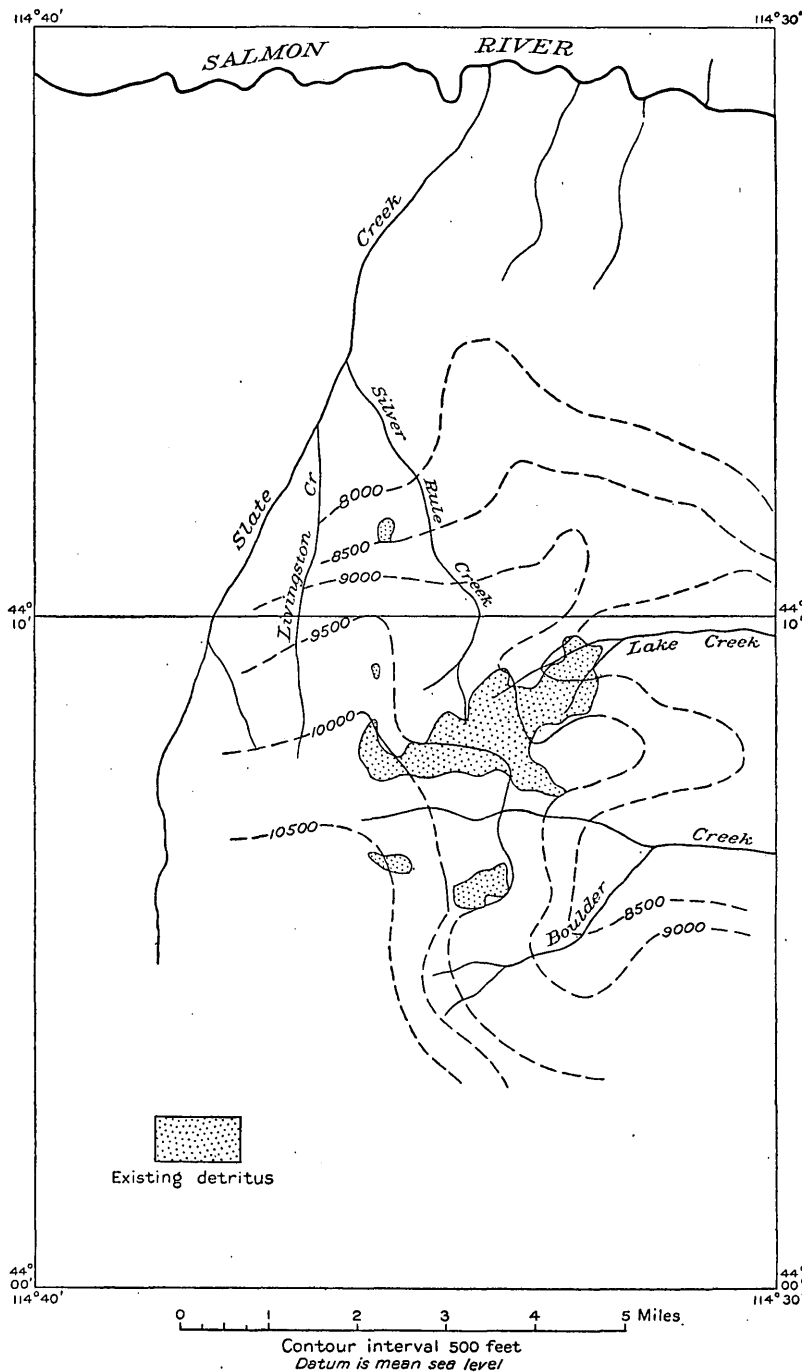 114°40' 114°30'
SALMON RIVER
Creek
Silver
Rule
Creek
Slate
Livingston Cr
8000
8500
9000
9500
44° 10' 44° 10'
Lake Creek
10000
10500
Creek
Boulder
8500
9000
Existing detritus
44° 00' 44° 00'
114°40' 114°30'
0 1 2 3 4 5 Miles
Contour interval 500 feet
Datum is mean sea level